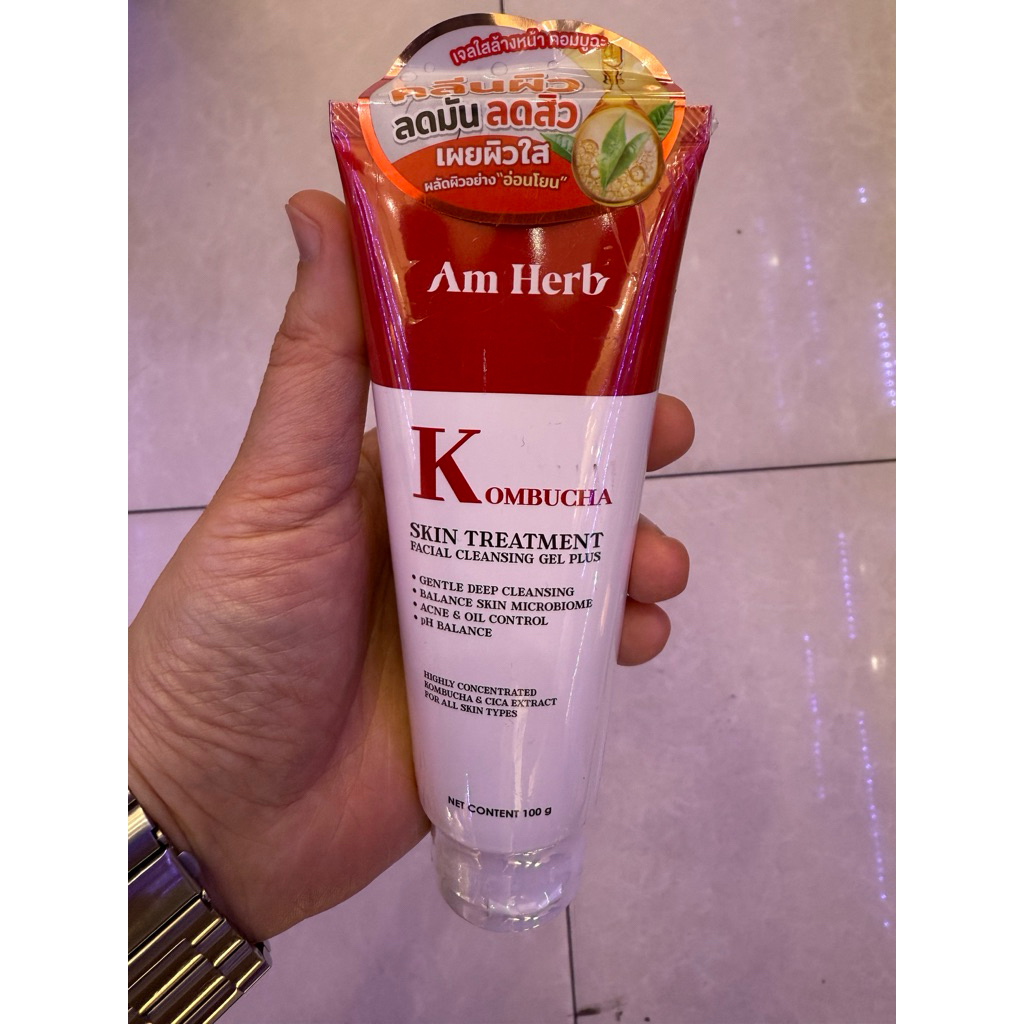 เจลใสล้างหน้า คอมบูฉะ
คลีนผิว
ลดมัน ลดสิว
เผยผิวใส
ผลัดผิวอย่าง "อ่อนโยน"
Am Herb
KOMBUCHA
SKIN TREATMENT
FACIAL CLEANSING GEL PLUS
• GENTLE DEEP CLEANSING
• BALANCE SKIN MICROBIOME
• ACNE & OIL CONTROL
• pH BALANCE
HIGHLY CONCENTRATED
KOMBUCHA & CICA EXTRACT
FOR ALL SKIN TYPES
NET CONTENT 100 g